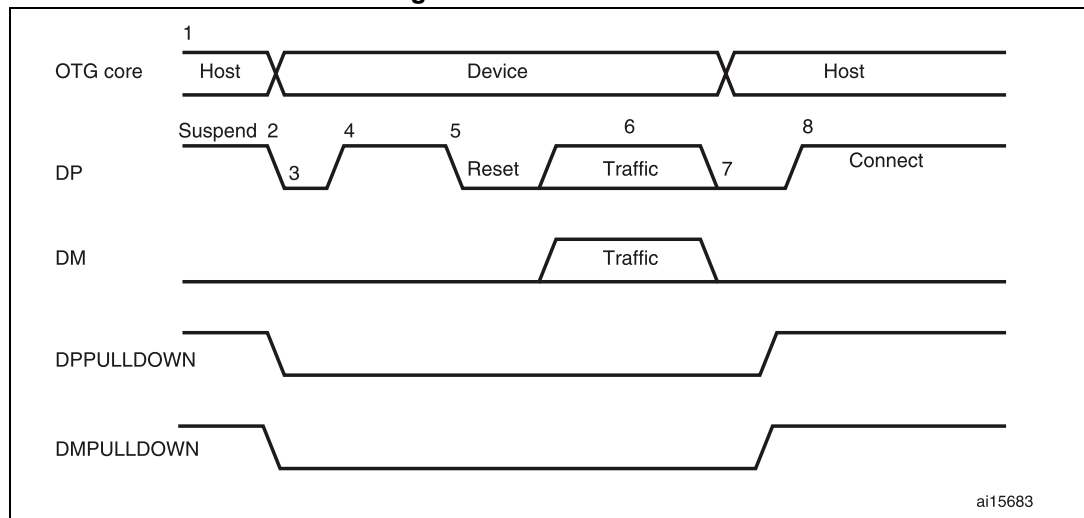 1
OTG core Host Device Host
Suspend 2 4 5 6 8
DP 3 Reset Traffic 7 Connect
DM Traffic
DPPULLDOWN
DMPULLDOWN
ai15683